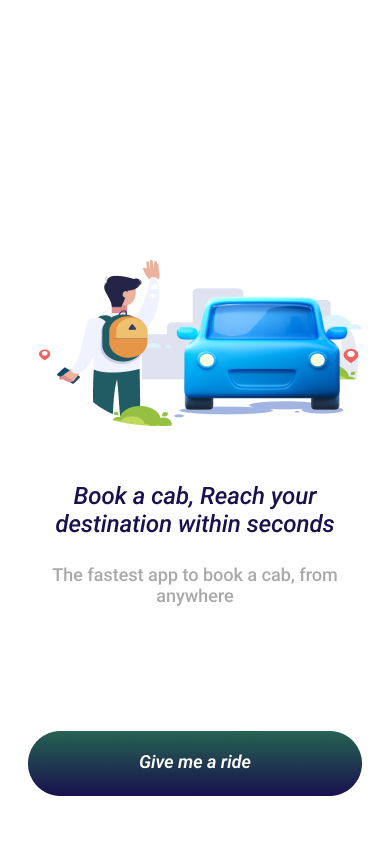 Book a cab, Reach your
destination within seconds
The fastest app to book a cab, from
anywhere
Give me a ride